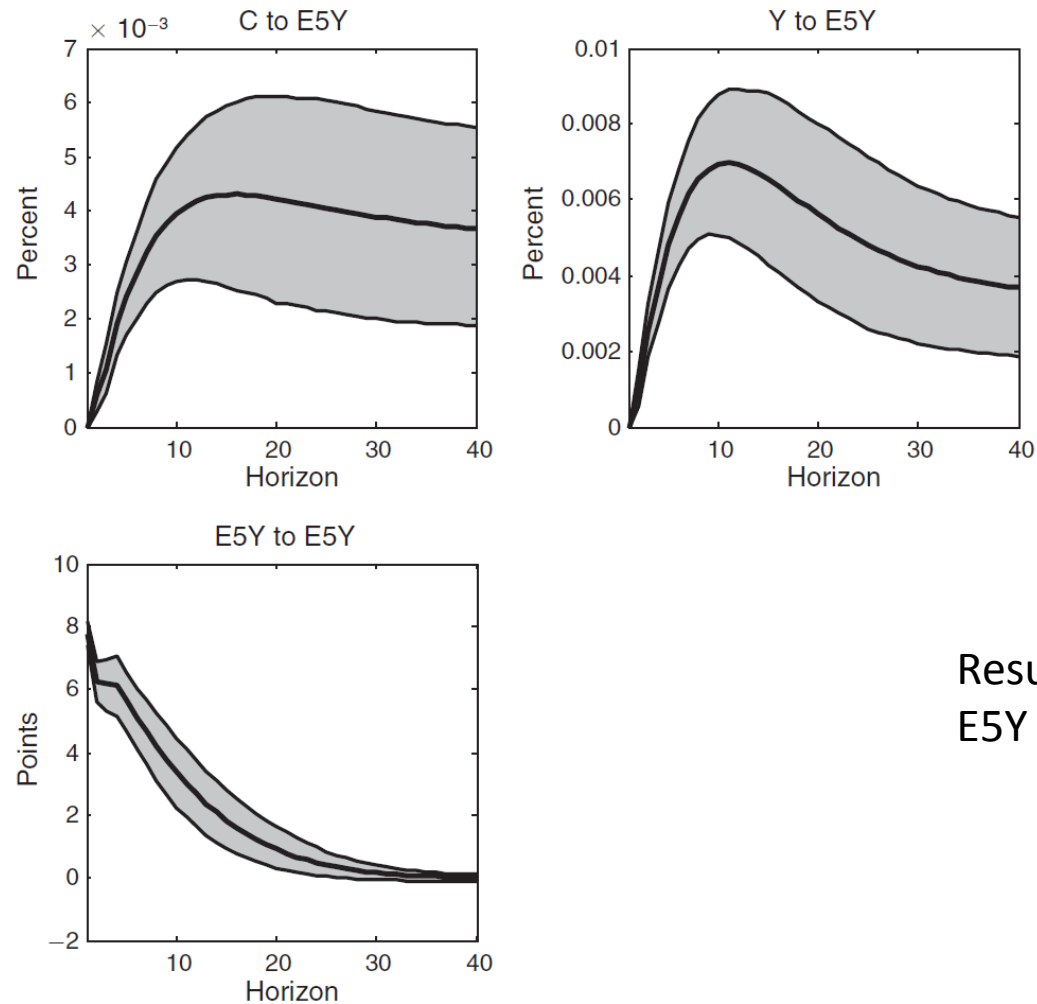 C to E5Y
× 10⁻³
7
6
5
4
3
2
1
0
Percent
10 20 30 40
Horizon
Y to E5Y
0.01
0.008
0.006
0.004
0.002
0
Percent
10 20 30 40
Horizon
E5Y to E5Y
10
8
6
4
2
0
−2
Points
10 20 30 40
Horizon
Resu
E5Y